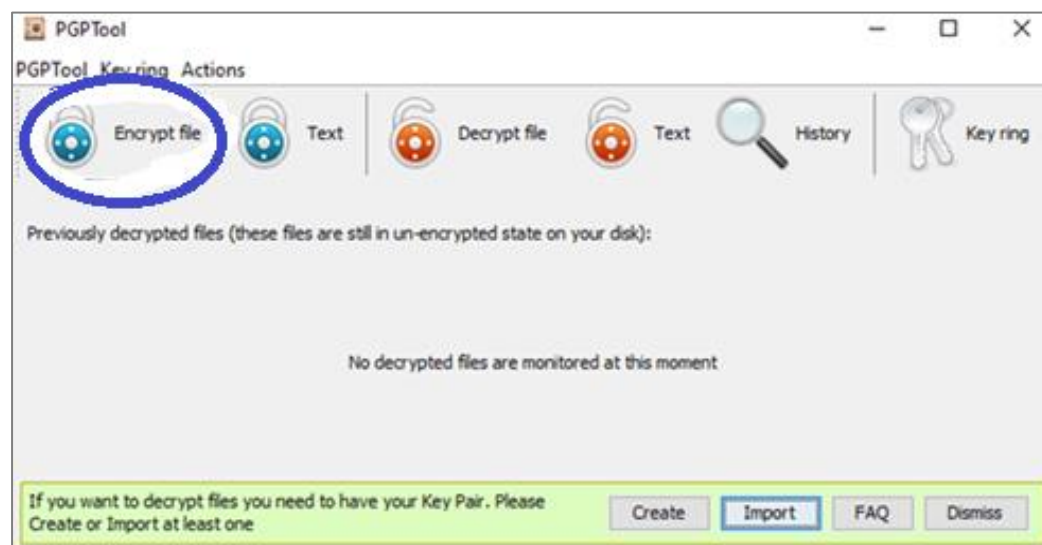 PGPTool
PGPTool Key ring Actions
Encrypt file Text Decrypt file Text History Key ring
Previously decrypted files (these files are still in un-encrypted state on your disk):
No decrypted files are monitored at this moment
If you want to decrypt files you need to have your Key Pair. Please
Create or Import at least one
Create Import FAQ Dismiss